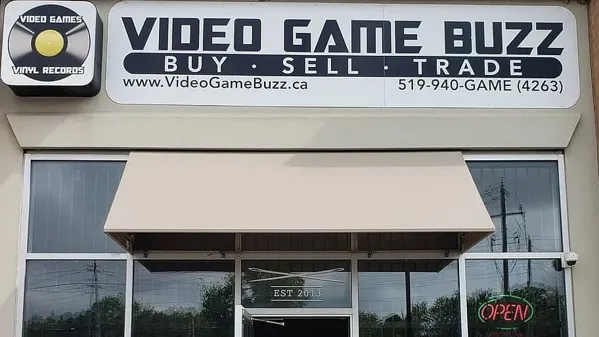 VIDEO GAMES
VINYL RECORDS
VIDEO GAME BUZZ
BUY · SELL · TRADE
www.VideoGameBuzz.ca 519-940-GAME (4263)
EST 2013
OPEN